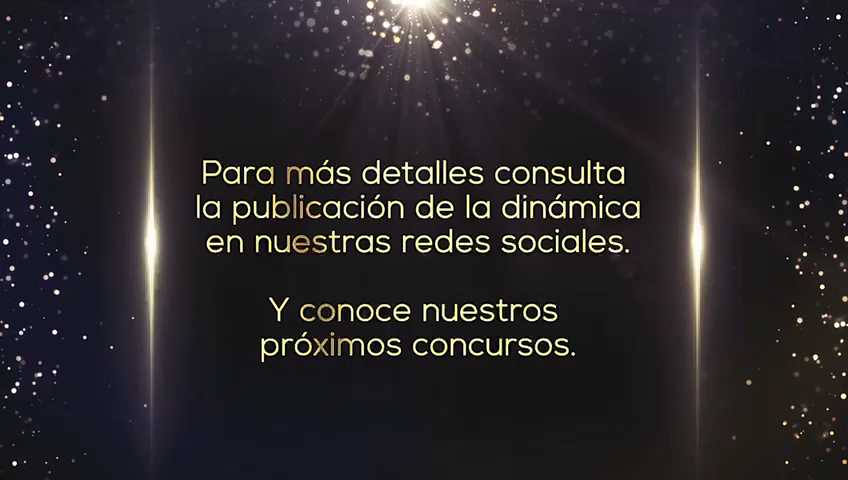 Para más detalles consulta
la publicación de la dinámica
en nuestras redes sociales.
Y conoce nuestros
próximos concursos.